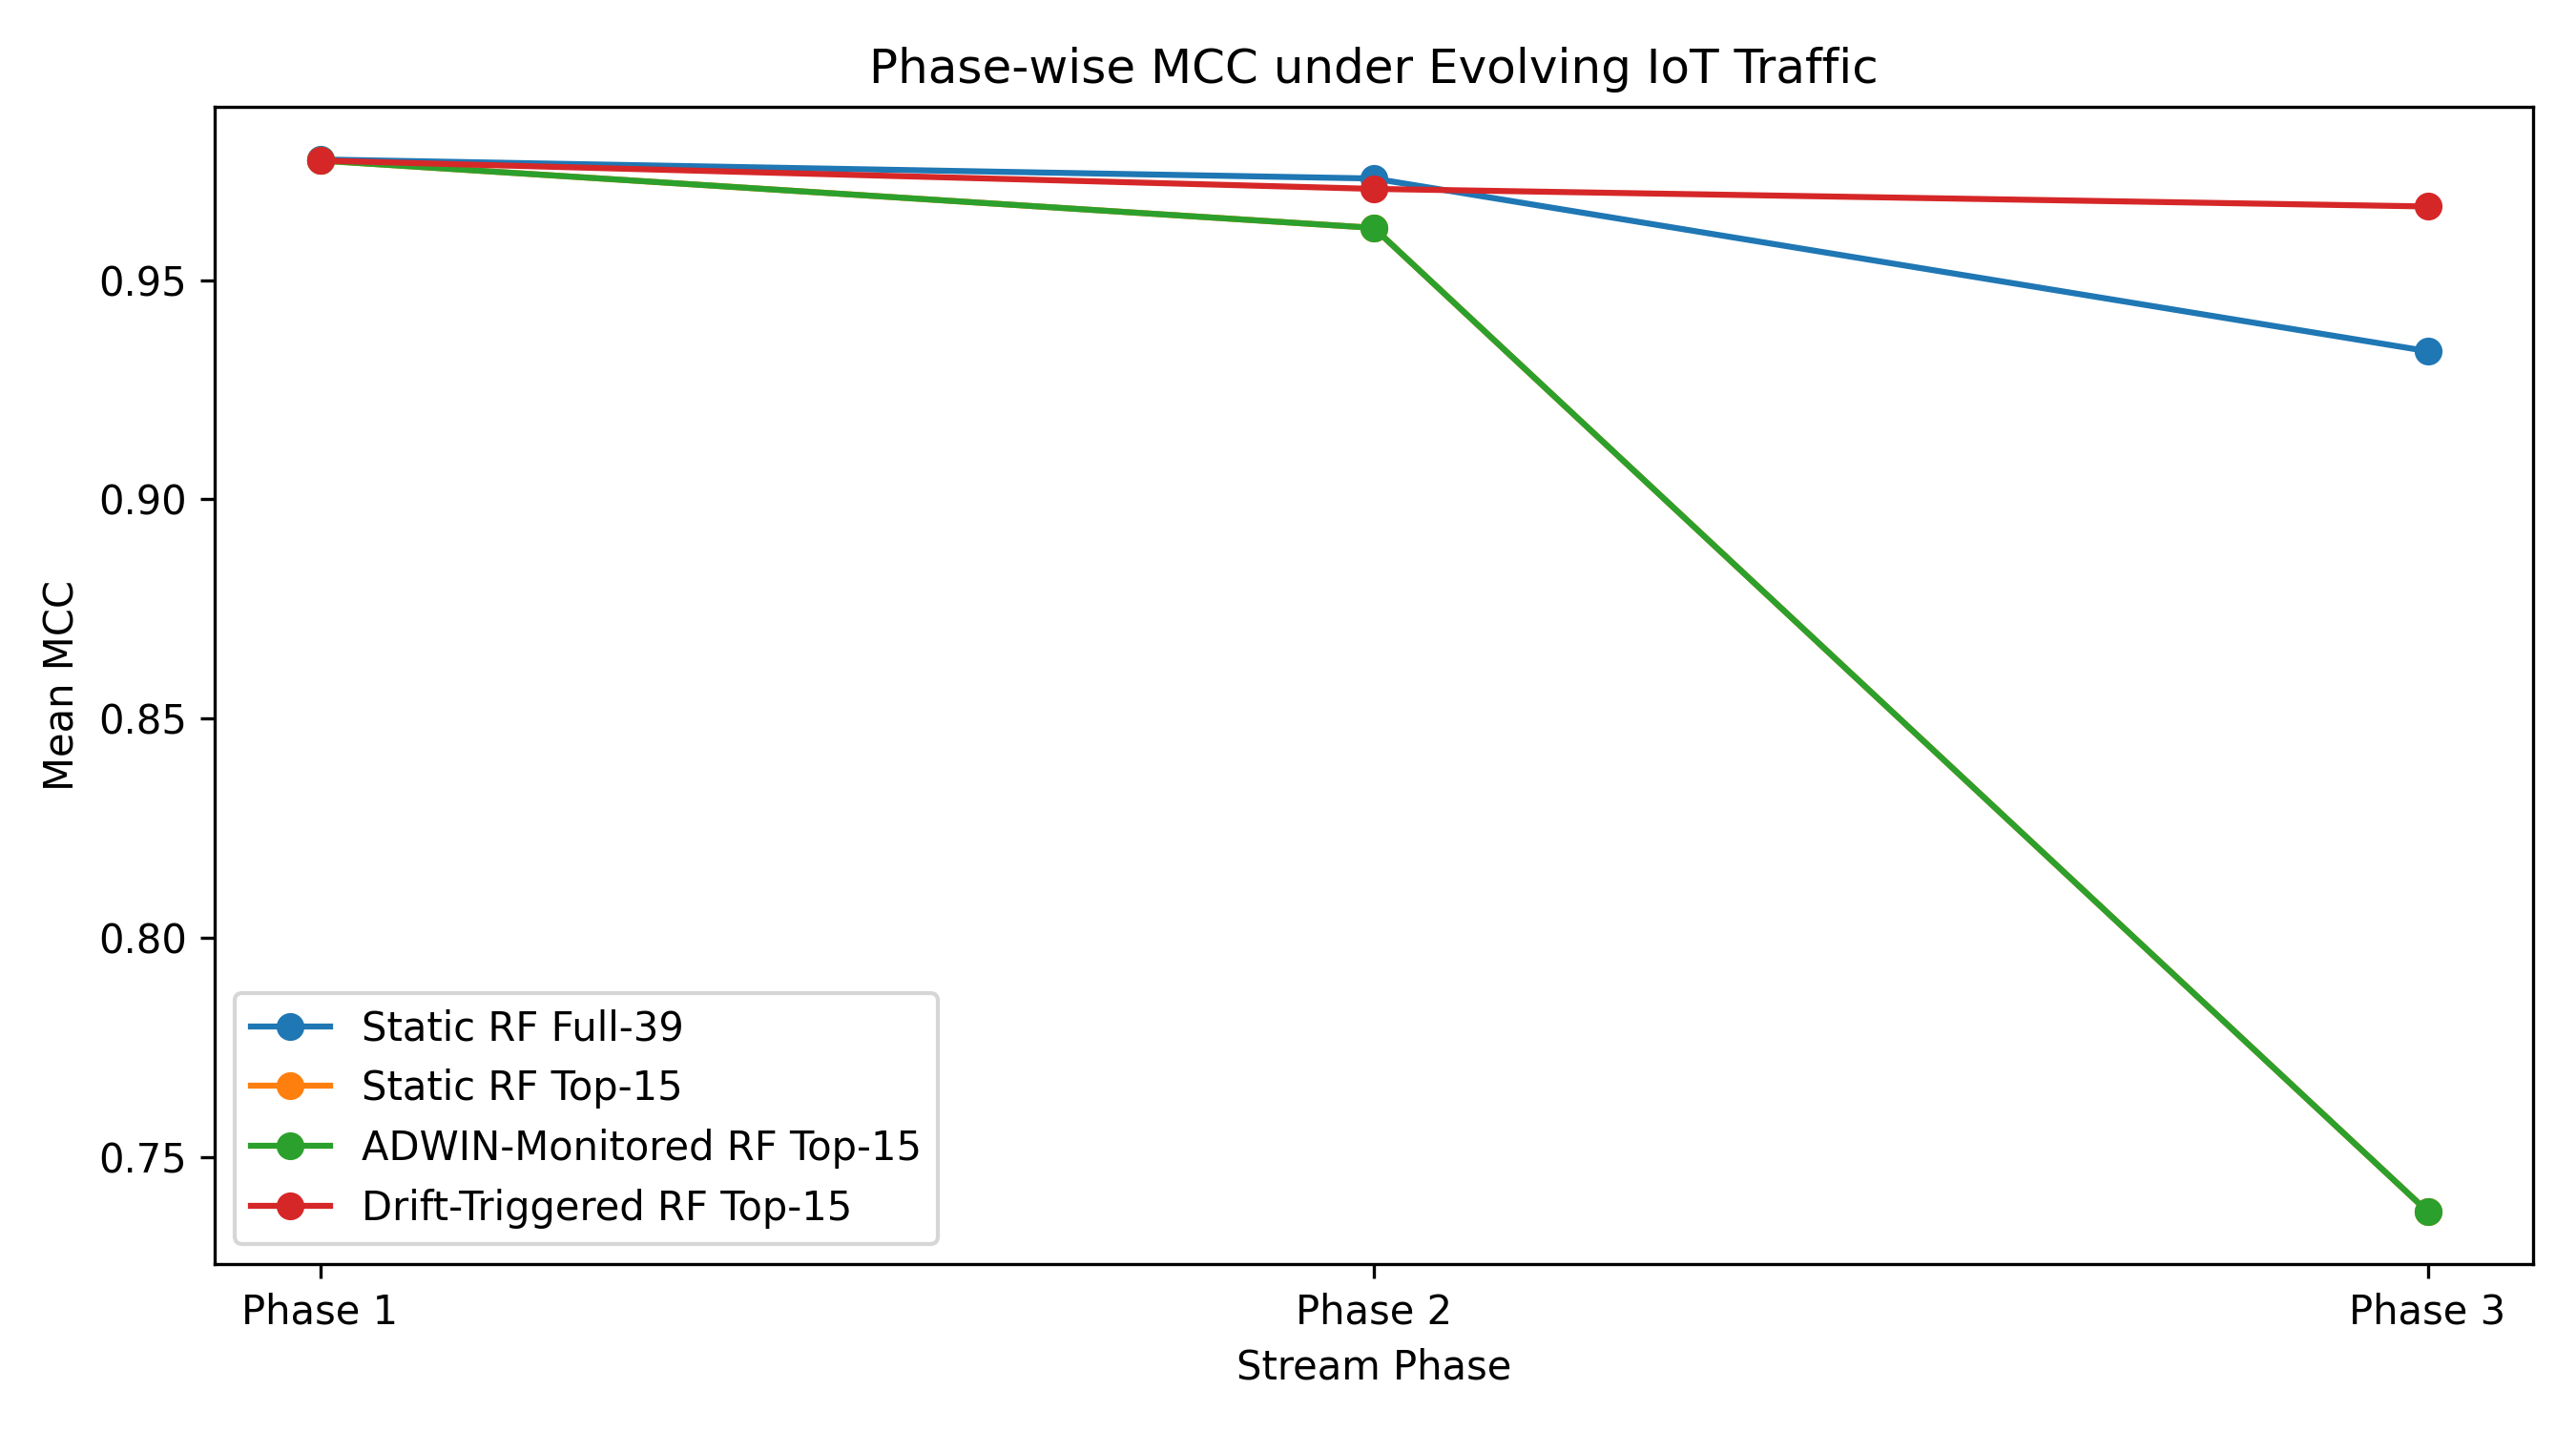 Phase-wise MCC under Evolving IoT Traffic
Mean MCC
0.95
0.90
0.85
0.80
0.75
Static RF Full-39
Static RF Top-15
ADWIN-Monitored RF Top-15
Drift-Triggered RF Top-15
Phase 1
Phase 2
Phase 3
Stream Phase